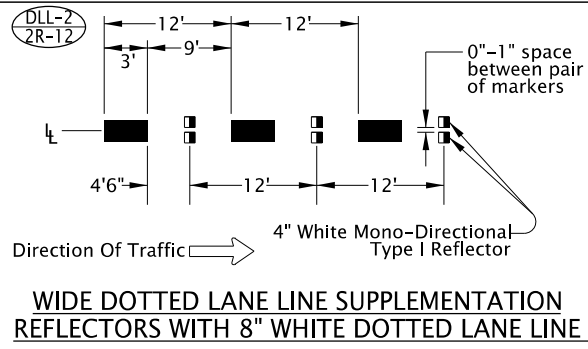 DLL-2
2R-12
12'
12'
3'
9'
0"-1" space
between pair
of markers
LL
4'6"
12'
12'
Direction Of Traffic
4" White Mono-Directional
Type I Reflector
WIDE DOTTED LANE LINE SUPPLEMENTATION
REFLECTORS WITH 8" WHITE DOTTED LANE LINE